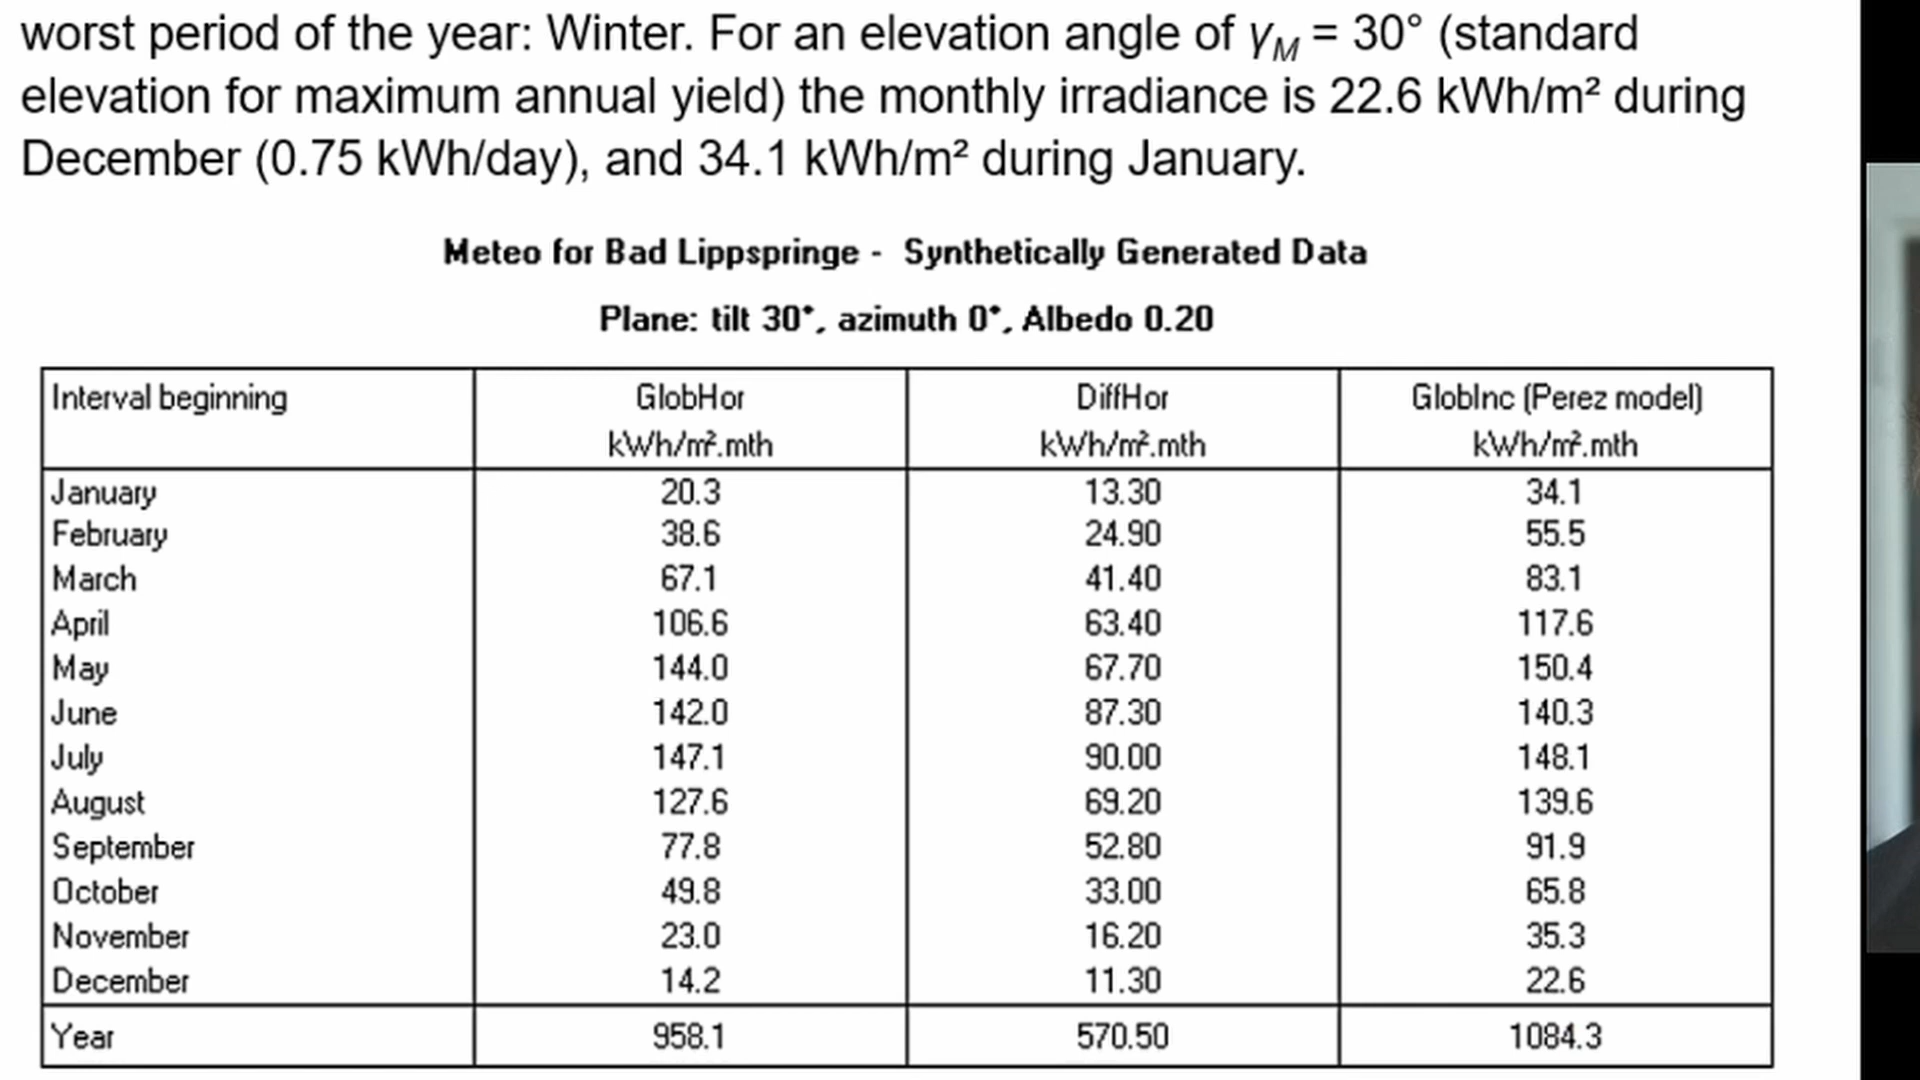 worst period of the year: Winter. For an elevation angle of γM = 30° (standard
elevation for maximum annual yield) the monthly irradiance is 22.6 kWh/m² during
December (0.75 kWh/day), and 34.1 kWh/m² during January.
Meteo for Bad Lippspringe - Synthetically Generated Data
Plane: tilt 30°, azimuth 0°, Albedo 0.20
Interval beginning GlobHor DiffHor GlobInc (Perez model)
kWh/m².mth kWh/m².mth kWh/m².mth
January 20.3 13.30 34.1
February 38.6 24.90 55.5
March 67.1 41.40 83.1
April 106.6 63.40 117.6
May 144.0 67.70 150.4
June 142.0 87.30 140.3
July 147.1 90.00 148.1
August 127.6 69.20 139.6
September 77.8 52.80 91.9
October 49.8 33.00 65.8
November 23.0 16.20 35.3
December 14.2 11.30 22.6
Year 958.1 570.50 1084.3